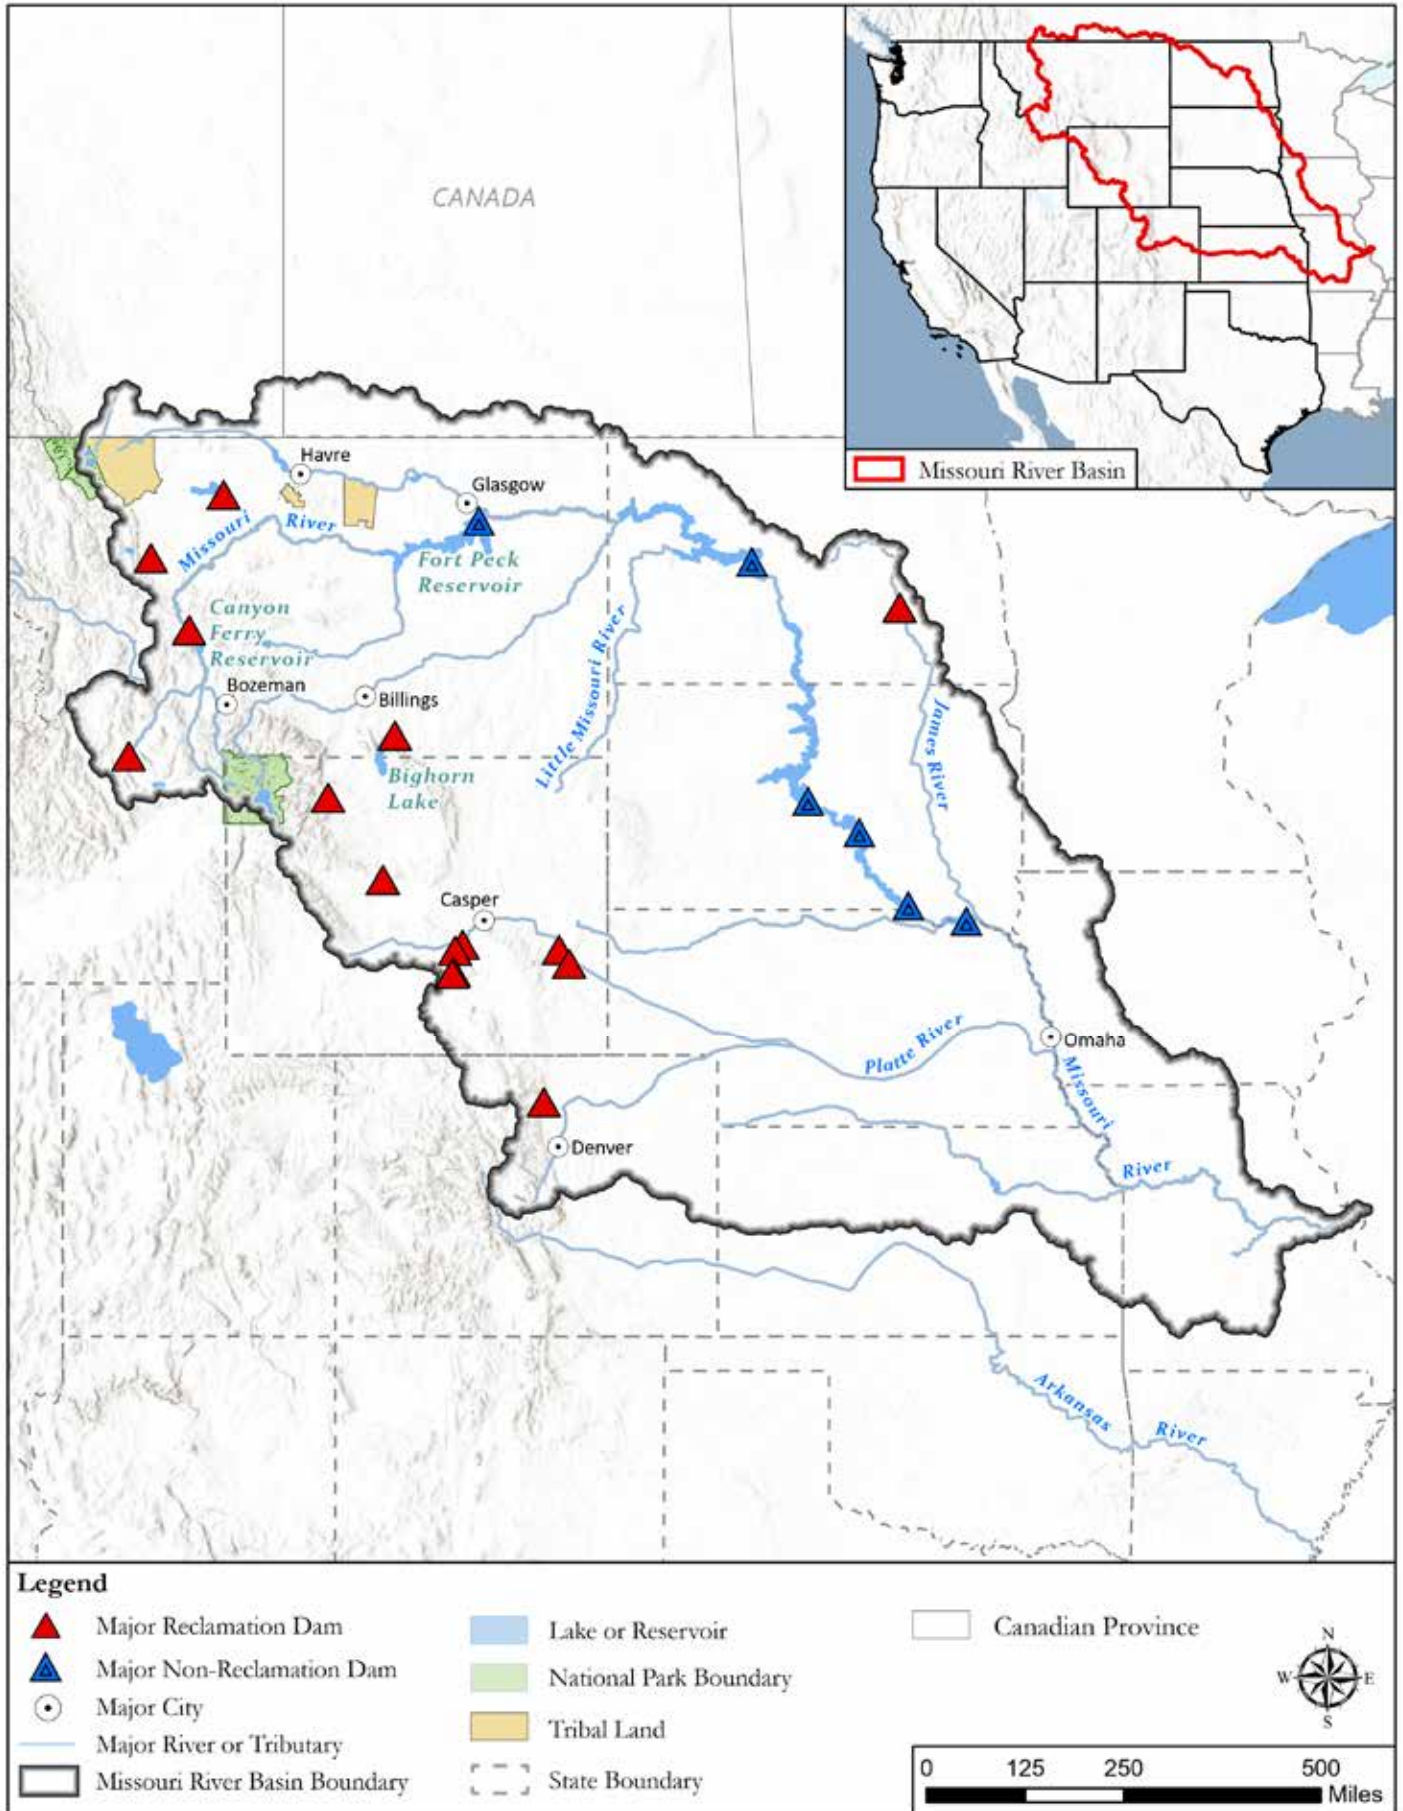 CANADA
Missouri River Basin
Havre
Glasgow
Missouri
River
Fort Peck
Reservoir
Canyon
Ferry
Reservoir
Bozeman
Billings
Little Missouri River
James River
Bighorn
Lake
Casper
Platte River
Omaha
Missouri
River
Denver
Arkansas
River
Legend
Major Reclamation Dam
Major Non-Reclamation Dam
Major City
Major River or Tributary
Missouri River Basin Boundary
Lake or Reservoir
National Park Boundary
Tribal Land
State Boundary
Canadian Province
N
W E
S
0 125 250 500
Miles